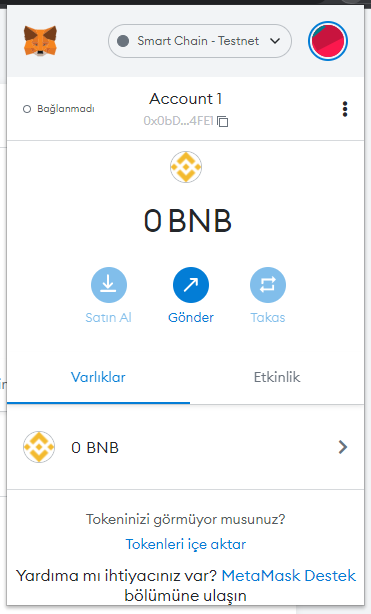 Smart Chain - Testnet
Bağlanmadı
Account 1
0x0bD...4FE1
0 BNB
Satın Al
Gönder
Takas
Varlıklar
Etkinlik
0 BNB
Tokeninizi görmüyor musunuz?
Tokenleri içe aktar
Yardıma mı ihtiyacınız var? MetaMask Destek
bölümüne ulaşın